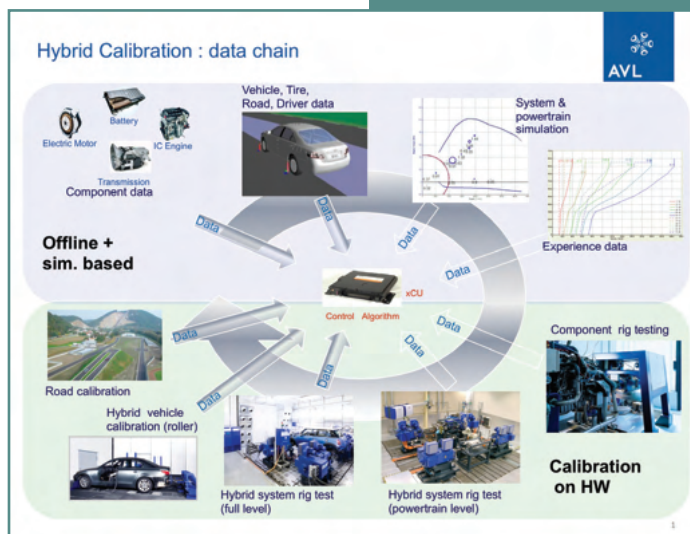 Hybrid Calibration : data chain
AVL
Battery
Electric Motor
IC Engine
Transmission
Component data
Vehicle, Tire,
Road, Driver data
System &
powertrain simulation
Experience data
Offline +
sim. based
Data
Data
Data
Data
xCU
Control Algorithm
Data
Data
Data
Data
Data
Road calibration
Hybrid vehicle
calibration (roller)
Hybrid system rig test
(full level)
Hybrid system rig test
(powertrain level)
Component rig testing
Calibration
on HW
1